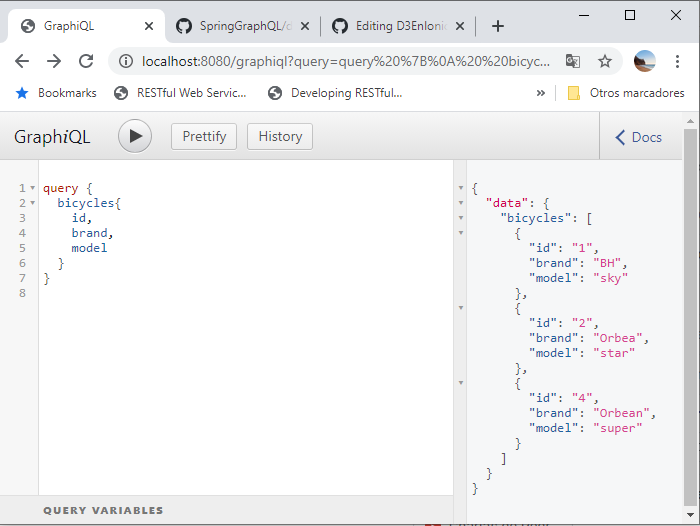 GraphiQL
SpringGraphQL/d
Editing D3EnIonic
localhost:8080/graphiql?query=query%20%7B%0A%20%20bicyc...
Bookmarks
RESTful Web Servic...
Developing RESTful...
»
Otros marcadores
GraphiQL
Prettify
History
Docs
1 query {
2 bicycles{
3 id,
4 brand,
5 model
6 }
7 }
8
{
"data": {
"bicycles": [
{
"id": "1",
"brand": "BH",
"model": "sky"
},
{
"id": "2",
"brand": "Orbea",
"model": "star"
},
{
"id": "4",
"brand": "Orbean",
"model": "super"
}
]
}
}
QUERY VARIABLES